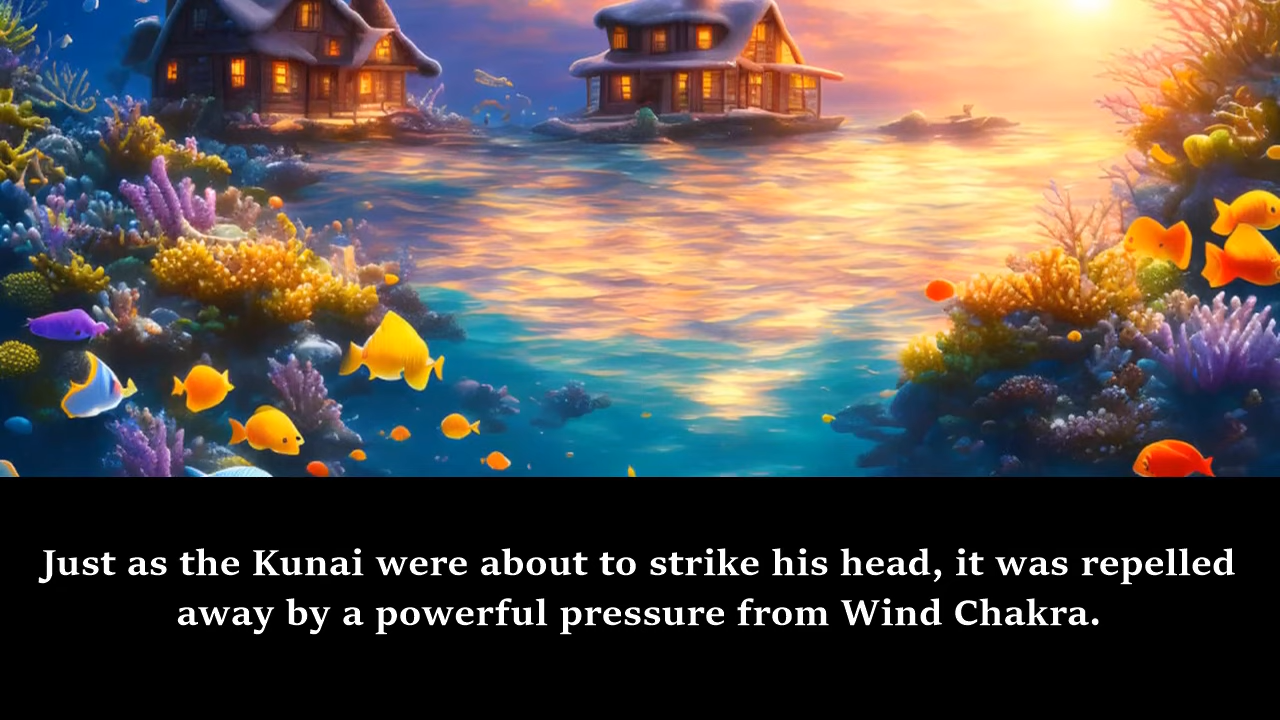 Just as the Kunai were about to strike his head, it was repelled
away by a powerful pressure from Wind Chakra.